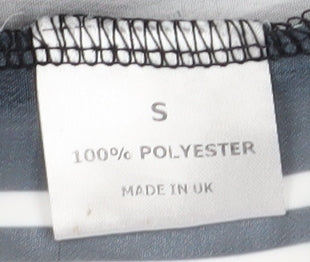 S
100% POLYESTER
MADE IN UK